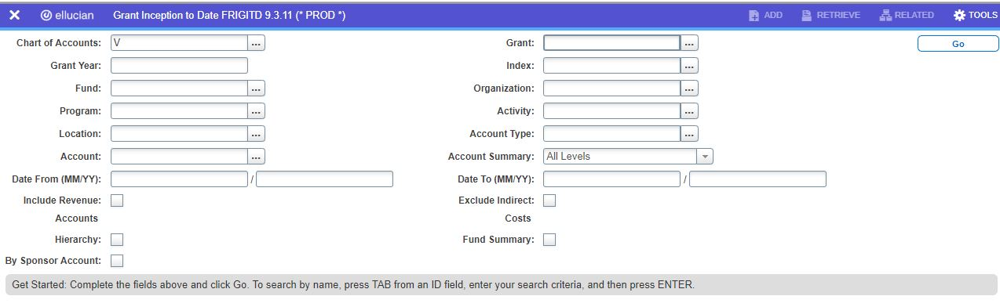 ✕ ellucian Grant Inception to Date FRIGITD 9.3.11 (* PROD *) ADD RETRIEVE RELATED TOOLS
Chart of Accounts: V ... Grant: ... Go
Grant Year: Index: ...
Fund: ... Organization: ...
Program: ... Activity: ...
Location: ... Account Type: ...
Account: ... Account Summary: All Levels
Date From (MM/YY): / Date To (MM/YY): /
Include Revenue: Exclude Indirect:
Accounts Costs
Hierarchy: Fund Summary:
By Sponsor Account:
Get Started: Complete the fields above and click Go. To search by name, press TAB from an ID field, enter your search criteria, and then press ENTER.